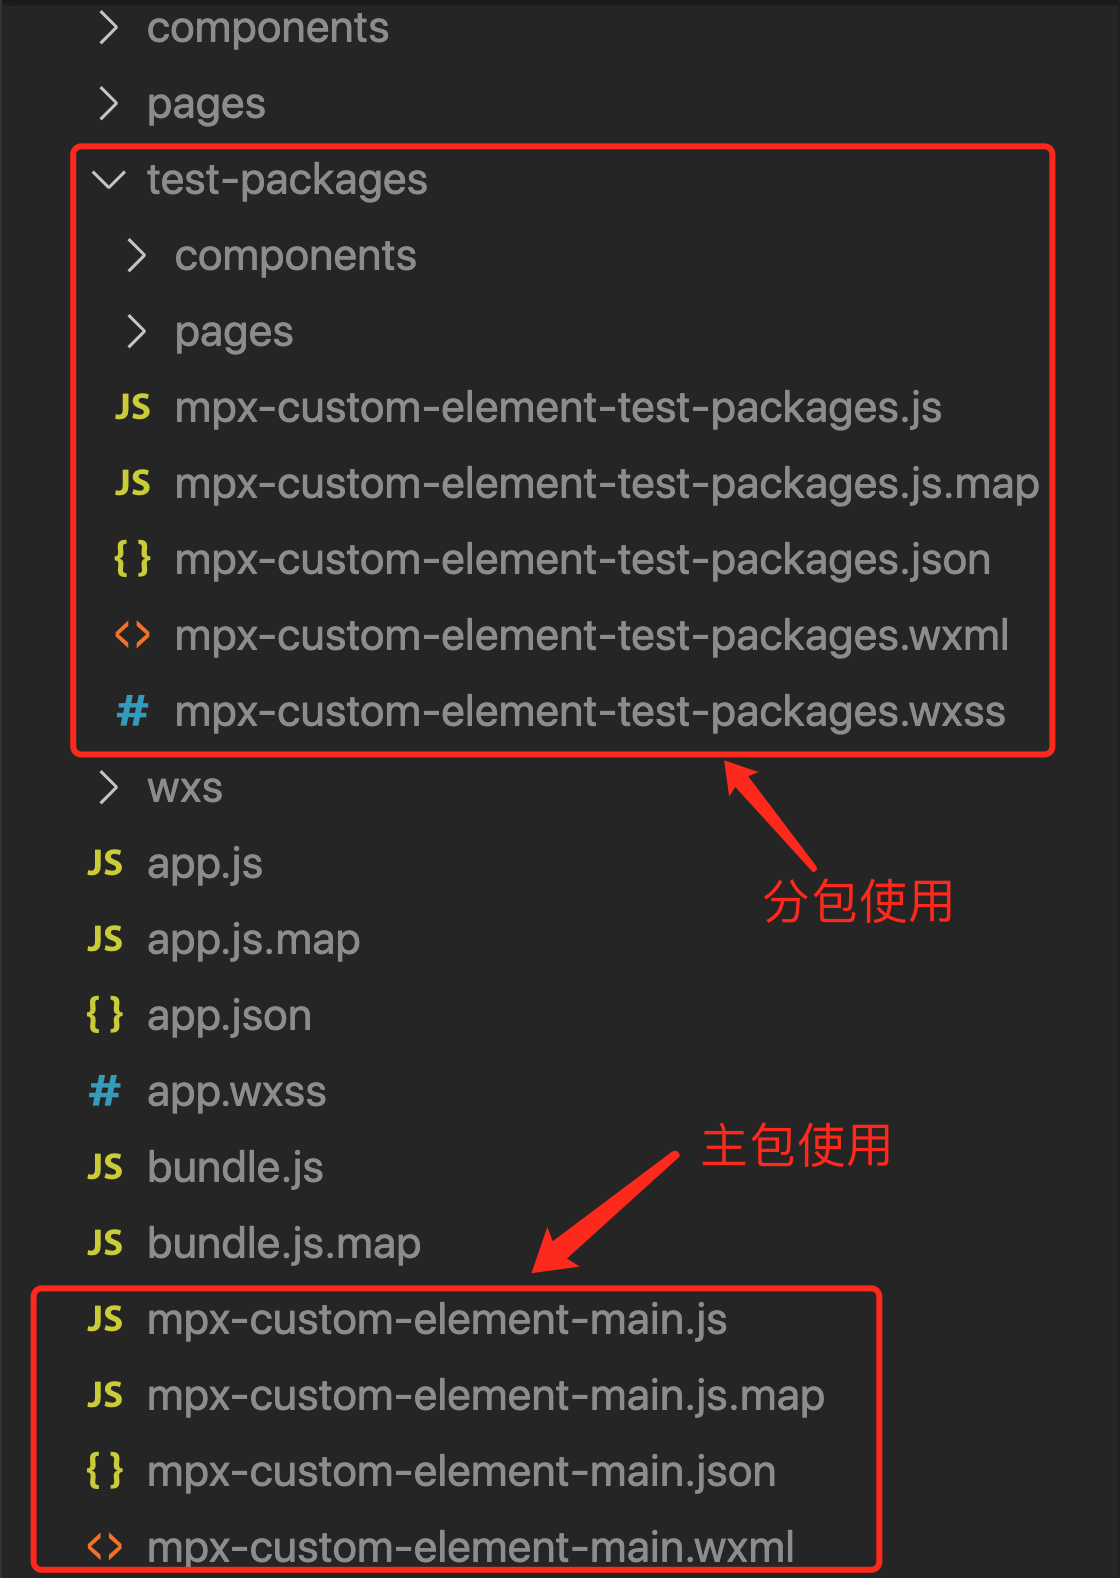 components
pages
test-packages
components
pages
JS mpx-custom-element-test-packages.js
JS mpx-custom-element-test-packages.js.map
{} mpx-custom-element-test-packages.json
<> mpx-custom-element-test-packages.wxml
# mpx-custom-element-test-packages.wxss
wxs
JS app.js
分包使用
JS app.js.map
{} app.json
# app.wxss
主包使用
JS bundle.js
JS bundle.js.map
JS mpx-custom-element-main.js
JS mpx-custom-element-main.js.map
{} mpx-custom-element-main.json
<> mpx-custom-element-main.wxml